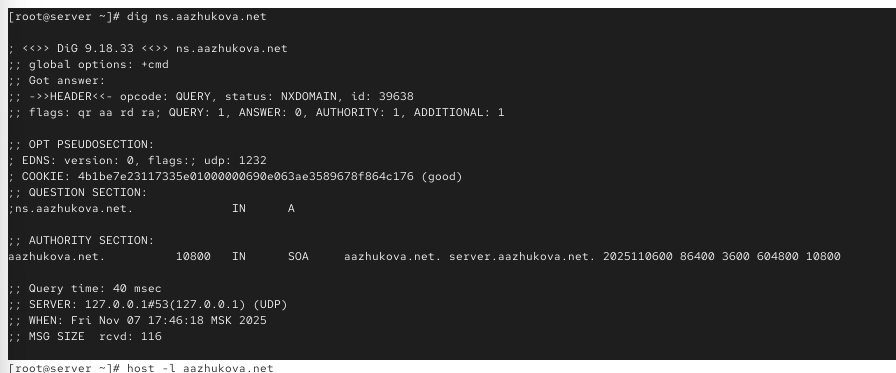 [root@server ~]# dig ns.aazhukova.net
; <<>> DiG 9.18.33 <<>> ns.aazhukova.net
;; global options: +cmd
;; Got answer:
;; ->>HEADER<<- opcode: QUERY, status: NXDOMAIN, id: 39638
;; flags: qr aa rd ra; QUERY: 1, ANSWER: 0, AUTHORITY: 1, ADDITIONAL: 1
;; OPT PSEUDOSECTION:
; EDNS: version: 0, flags:; udp: 1232
; COOKIE: 4b1be7e23117335e01000000690e063ae3589678f864c176 (good)
;; QUESTION SECTION:
;ns.aazhukova.net. IN A
;; AUTHORITY SECTION:
aazhukova.net. 10800 IN SOA aazhukova.net. server.aazhukova.net. 2025110600 86400 3600 604800 10800
;; Query time: 40 msec
;; SERVER: 127.0.0.1#53(127.0.0.1) (UDP)
;; WHEN: Fri Nov 07 17:46:18 MSK 2025
;; MSG SIZE rcvd: 116
[root@server ~]# host -l aazhukova.net